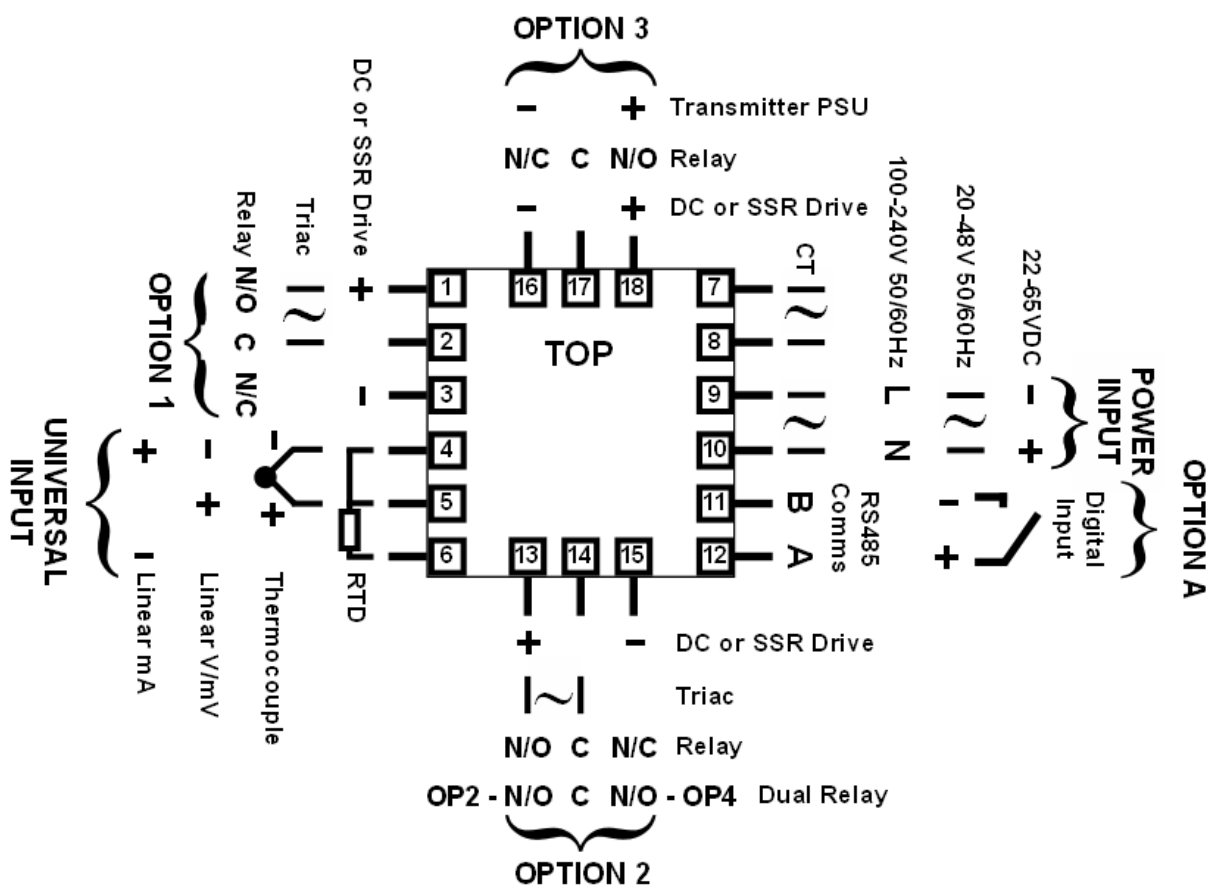 OPTION 3
- + Transmitter PSU
N/C C N/O Relay
- + DC or SSR Drive
DC or SSR Drive
Triac
Relay N/O C N/C
OPTION 1
+ -
1
2
3
4
5
6
16 17 18
TOP
13 14 15
7
8
9
10
11
12
CT
~
100-240V 50/60Hz
L N
20-48V 50/60Hz
~
22-65VDC
- +
POWER
INPUT
OPTION A
B A
RS485
Comms
Digital
Input
- +
UNIVERSAL
INPUT
+ - Linear mA
- + Linear V/mV
- + Thermocouple
RTD
+ - DC or SSR Drive
~ Triac
N/O C N/C Relay
OP2 - N/O C N/O - OP4 Dual Relay
OPTION 2